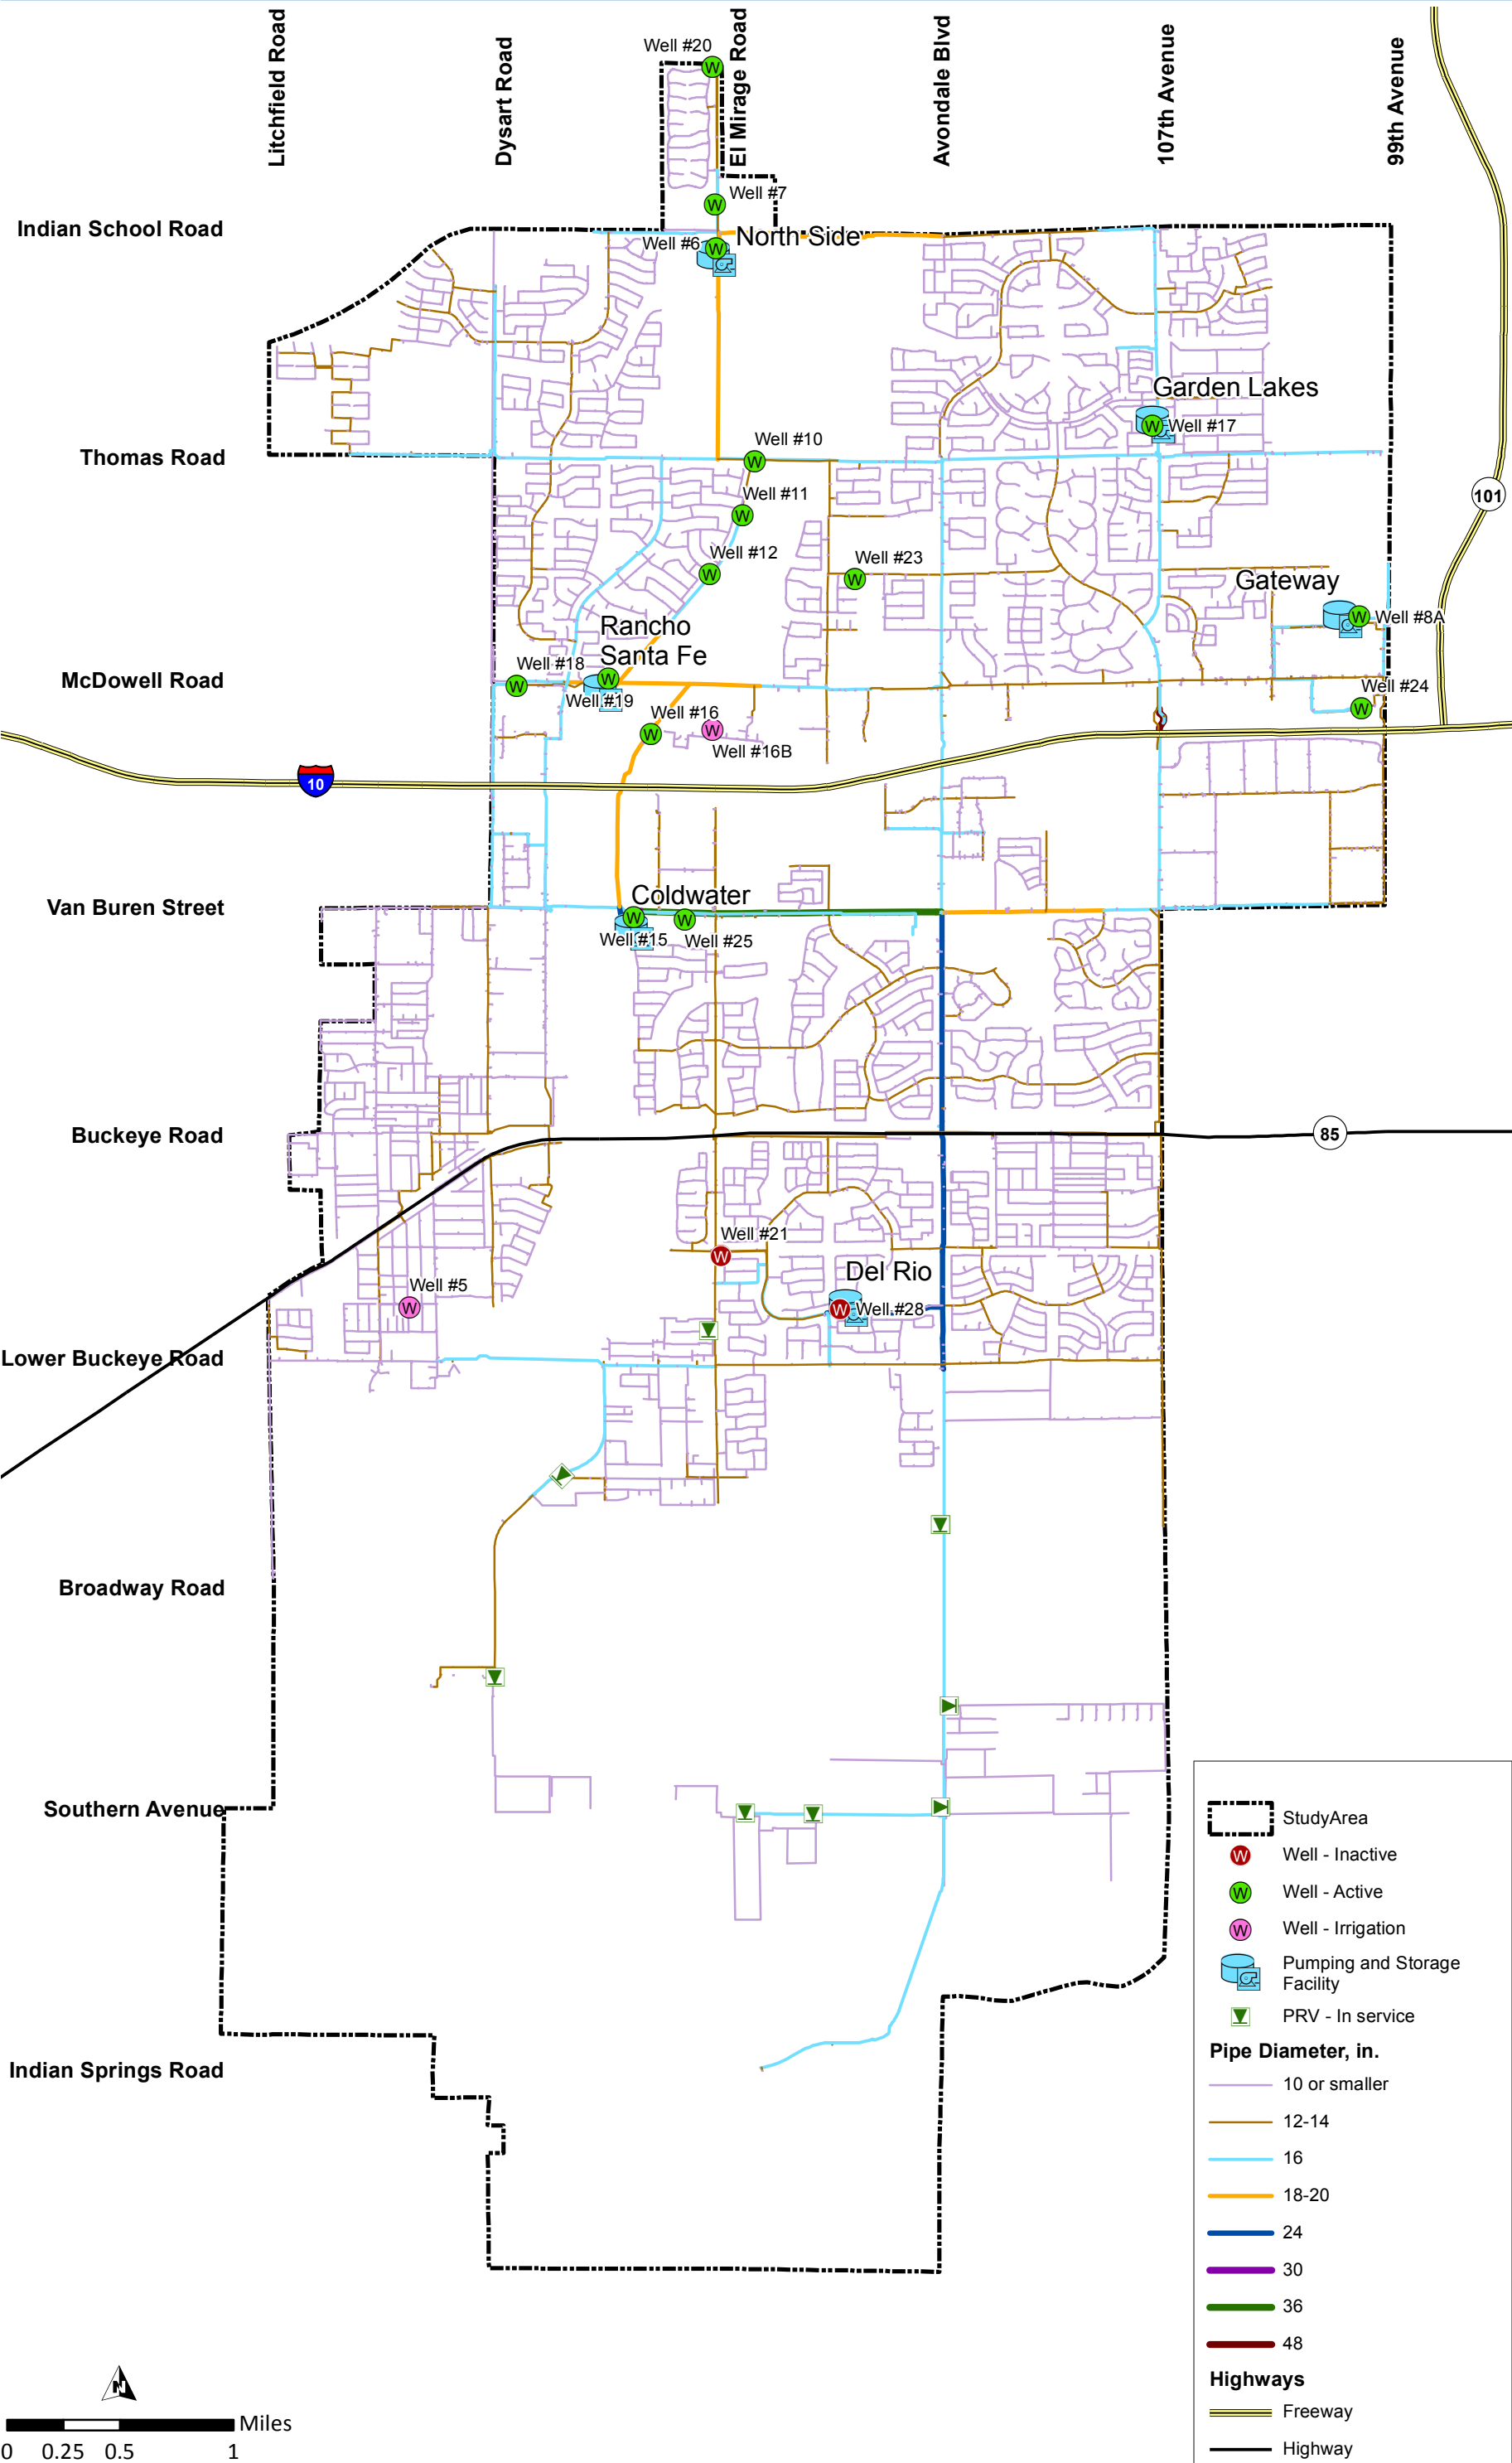 Litchfield Road
Dysart Road
El Mirage Road
Avondale Blvd
107th Avenue
99th Avenue
Well #20
W
Well #7
W
Indian School Road
Well #6
W
North Side
Garden Lakes
W
Well #17
Thomas Road
Well #10
W
Well #11
W
101
Well #12
W
Well #23
W
Gateway
W
Well #8A
Rancho
Santa Fe
McDowell Road
Well #18
W
W
Well #19
Well #24
W
Well #16
W
W
Well #16B
10
Van Buren Street
Coldwater
W
W
Well #15
Well #25
Buckeye Road
85
Well #21
W
Del Rio
Well #5
W
W
Well #28
Lower Buckeye Road
Broadway Road
Southern Avenue
Indian Springs Road
StudyArea
W
Well - Inactive
W
Well - Active
W
Well - Irrigation
Pumping and Storage
Facility
PRV - In service
Pipe Diameter, in.
10 or smaller
12-14
16
18-20
24
30
36
48
Highways
Freeway
Highway
N
Miles
0 0.25 0.5 1